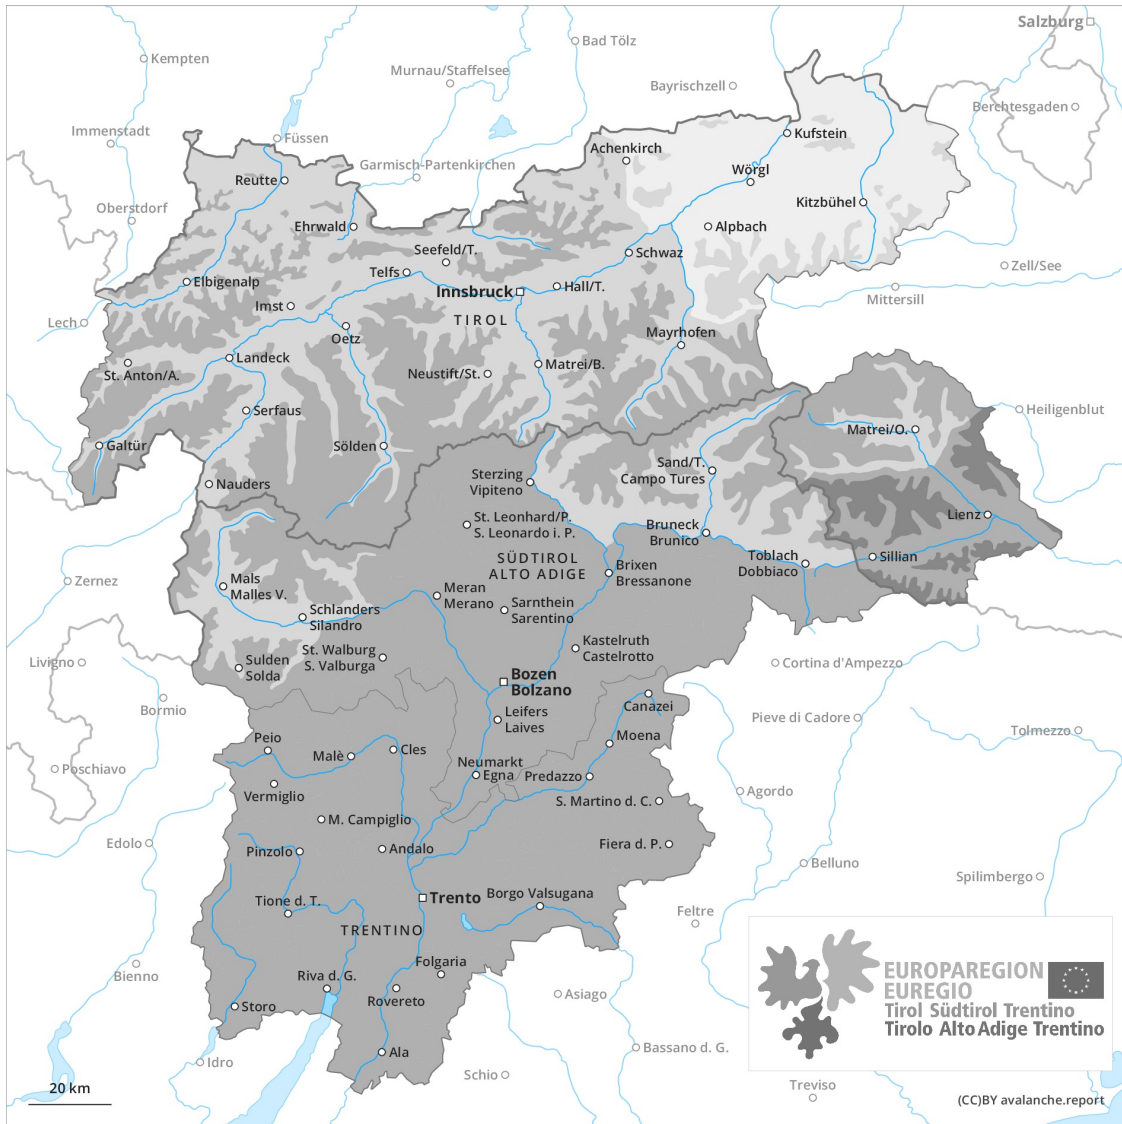 Salzburg
Bad Tölz
Kempten
Murnau/Staffelsee
Bayrischzell
Berchtesgaden
Immenstadt
Füssen
Kufstein
Achenkirch
Garmisch-Partenkirchen
Wörgl
Reutte
Oberstdorf
Kitzbühel
Ehrwald
Alpbach
Seefeld/T.
Schwaz
Zell/See
Telfs
Elbigenalp
Hall/T.
Innsbruck
Mittersill
Imst
TIROL
Lech
Mayrhofen
Oetz
Landeck
Matrei/B.
St. Anton/A.
Neustift/St.
Serfaus
Heiligenblut
Matrei/O.
Galtür
Sölden
Sand/T.
Campo Tures
Sterzing
Vipiteno
Nauders
St. Leonhard/P.
S. Leonardo i. P.
Lienz
Bruneck
Brunico
SÜDTIROL
ALTO ADIGE
Toblach
Dobbiaco
Sillian
Brixen
Bressanone
Zernez
Mals
Malles V.
Meran
Merano
Sarnthein
Sarentino
Schlanders
Silandro
Kastelruth
Castelrotto
St. Walburg
S. Valburga
Livigno
Sulden
Solda
Cortina d'Ampezzo
Bozen
Bolzano
Bormio
Canazei
Leifers
Laives
Pieve di Cadore
Tolmezzo
Moena
Peio
Cles
Malè
Neumarkt
Egna
Predazzo
Poschiavo
Vermiglio
Agordo
S. Martino d. C.
M. Campiglio
Edolo
Fiera d. P.
Pinzolo
Andalo
Belluno
Spilimbergo
Borgo Valsugana
Trento
Tione d. T.
Feltre
TRENTINO
Folgaria
Bienno
Riva d. G.
EUROPAREGION
EUREGIO
Tirol Südtirol Trentino
Tirolo Alto Adige Trentino
Rovereto
Asiago
Storo
Bassano d. G.
Ala
Idro
Schio
20 km
Treviso
(CC)BY avalanche.report